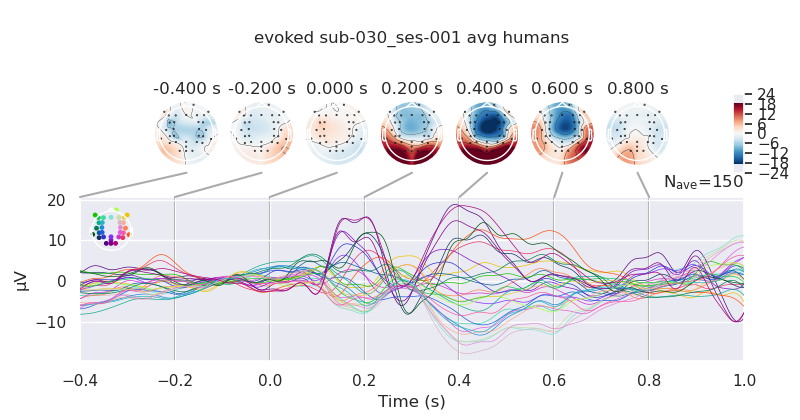 evoked sub-030_ses-001 avg humans
-0.400 s -0.200 s 0.000 s 0.200 s 0.400 s 0.600 s 0.800 s
24
18
12
6
0
−6
−12
−18
−24
Nave=150
20
10
0
−10
µV
−0.4 −0.2 0.0 0.2 0.4 0.6 0.8 1.0
Time (s)